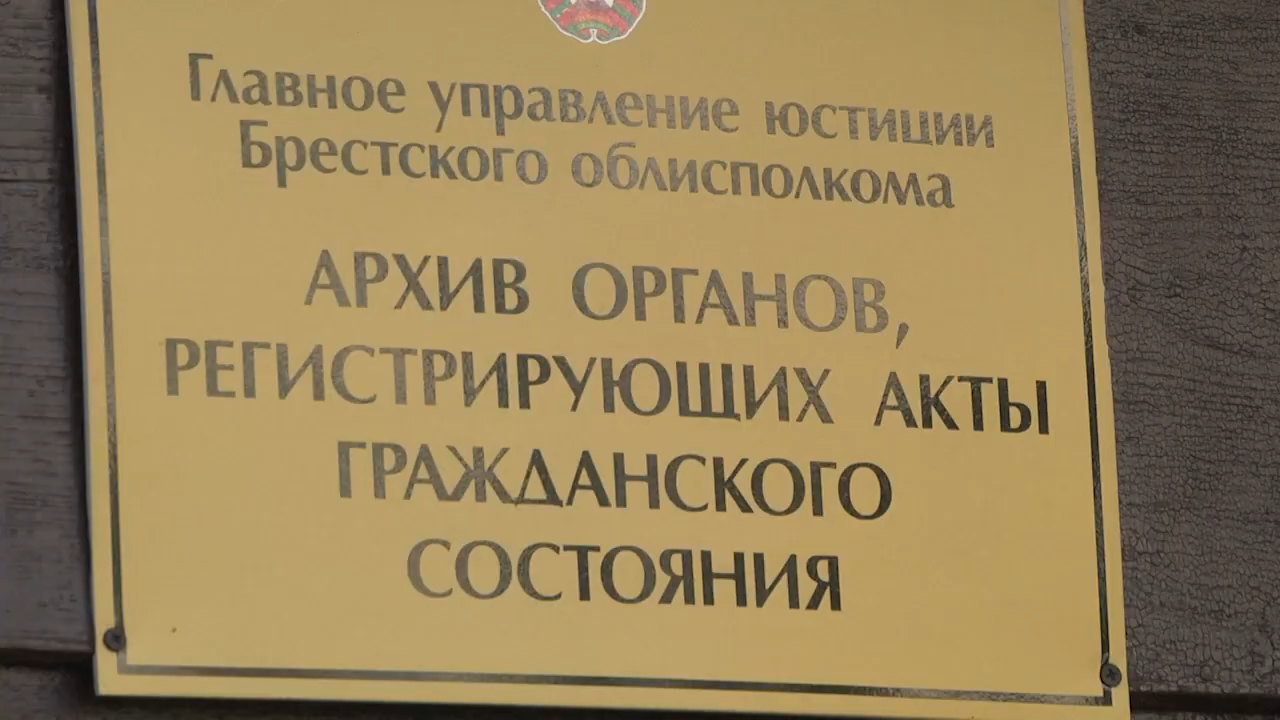 Главное управление юстиции
Брестского облисполкома
АРХИВ ОРГАНОВ,
РЕГИСТРИРУЮЩИХ АКТЫ
ГРАЖДАНСКОГО
СОСТОЯНИЯ